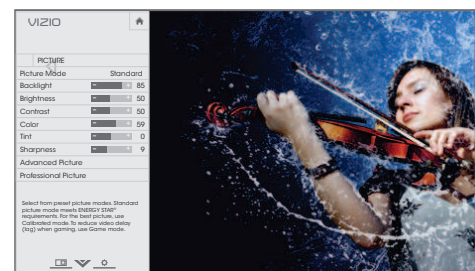 VIZIO
PICTURE
Picture Mode Standard
Backlight 85
Brightness 50
Contrast 50
Color 59
Tint 0
Sharpness 9
Advanced Picture
Professional Picture
Select from preset picture modes. Standard
picture mode meets ENERGY STAR®
requirements. For the best picture, use
Calibrated mode. To reduce video delay
(lag) when gaming, use Game mode.